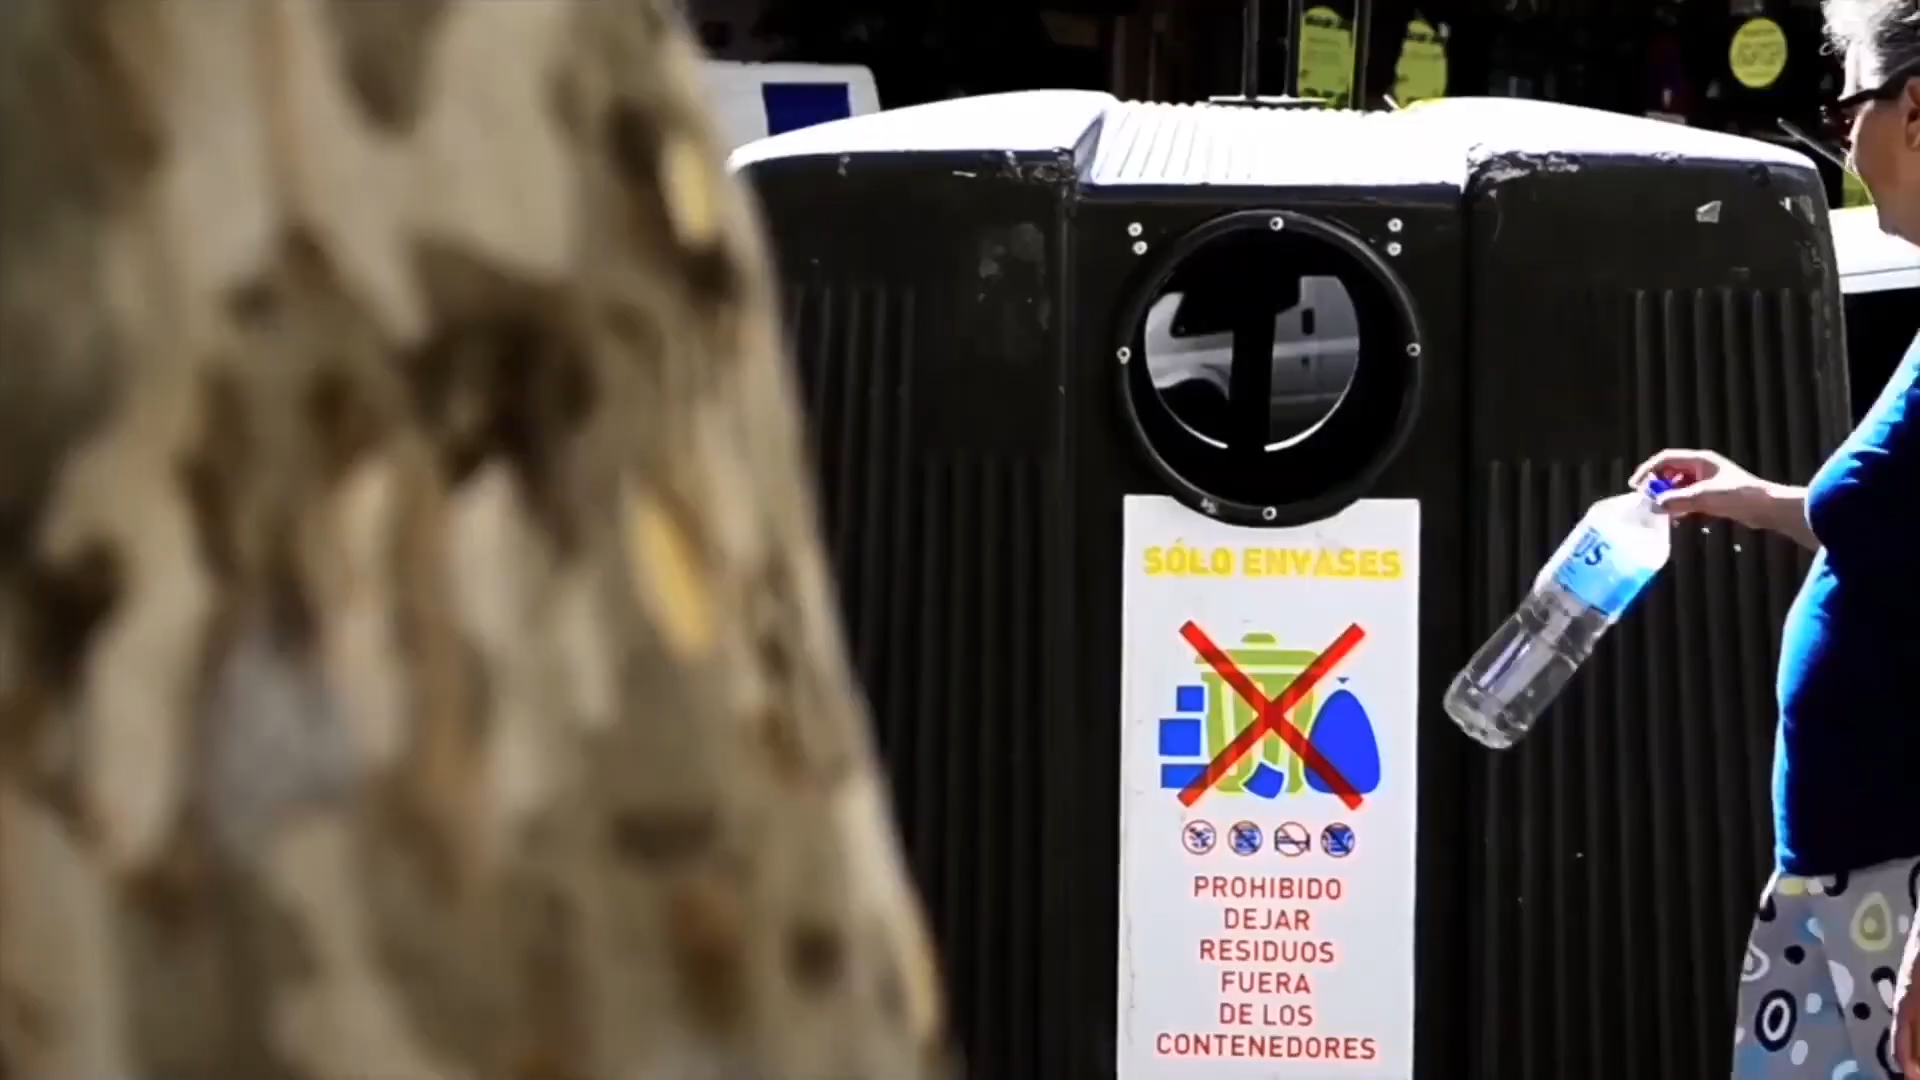 SÓLO ENVASES
PROHIBIDO
DEJAR
RESIDUOS
FUERA
DE LOS
CONTENEDORES